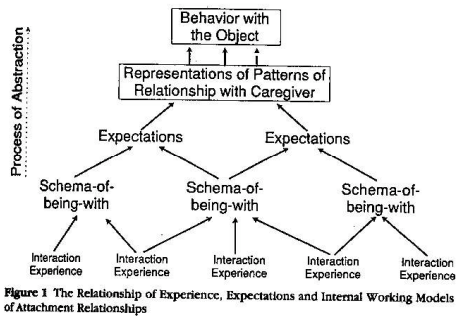 Behavior with
the Object
Representations of Patterns of
Relationship with Caregiver
Process of Abstraction
Expectations
Expectations
Schema-of-
being-with
Schema-of-
being-with
Schema-of-
being-with
Interaction
Experience
Interaction
Experience
Interaction
Experience
Interaction
Experience
Interaction
Experience
Figure 1 The Relationship of Experience, Expectations and Internal Working Models
of Attachment Relationships